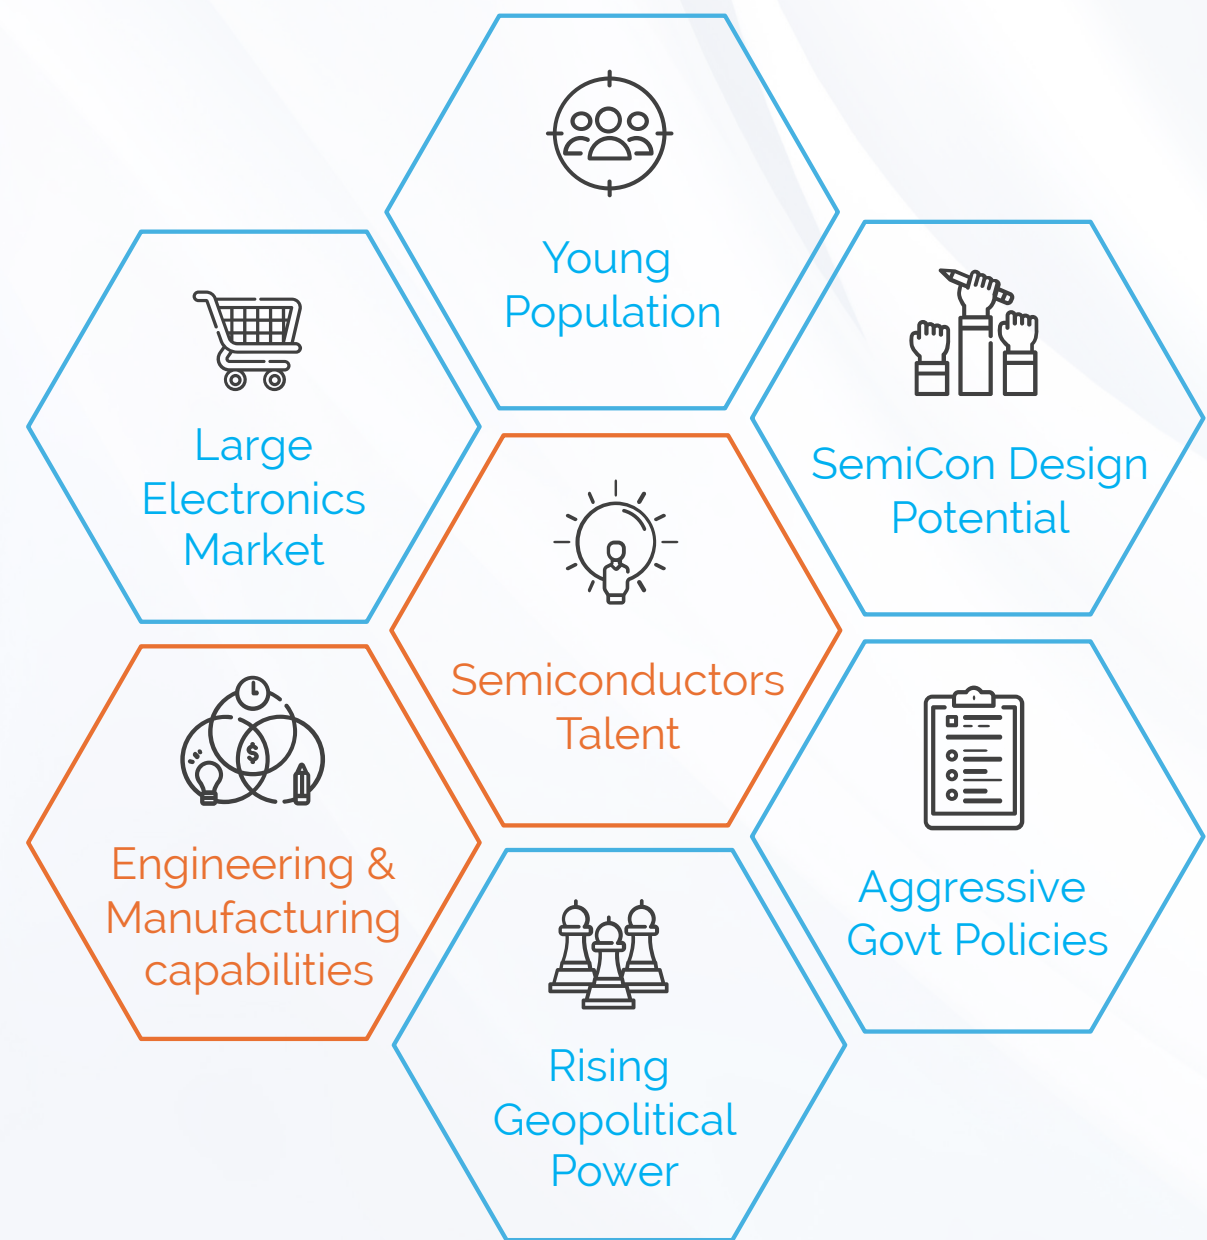 Young
Population
Large
Electronics
Market
SemiCon Design
Potential
Semiconductors
Talent
Engineering &
Manufacturing
capabilities
$
Aggressive
Govt Policies
Rising
Geopolitical
Power